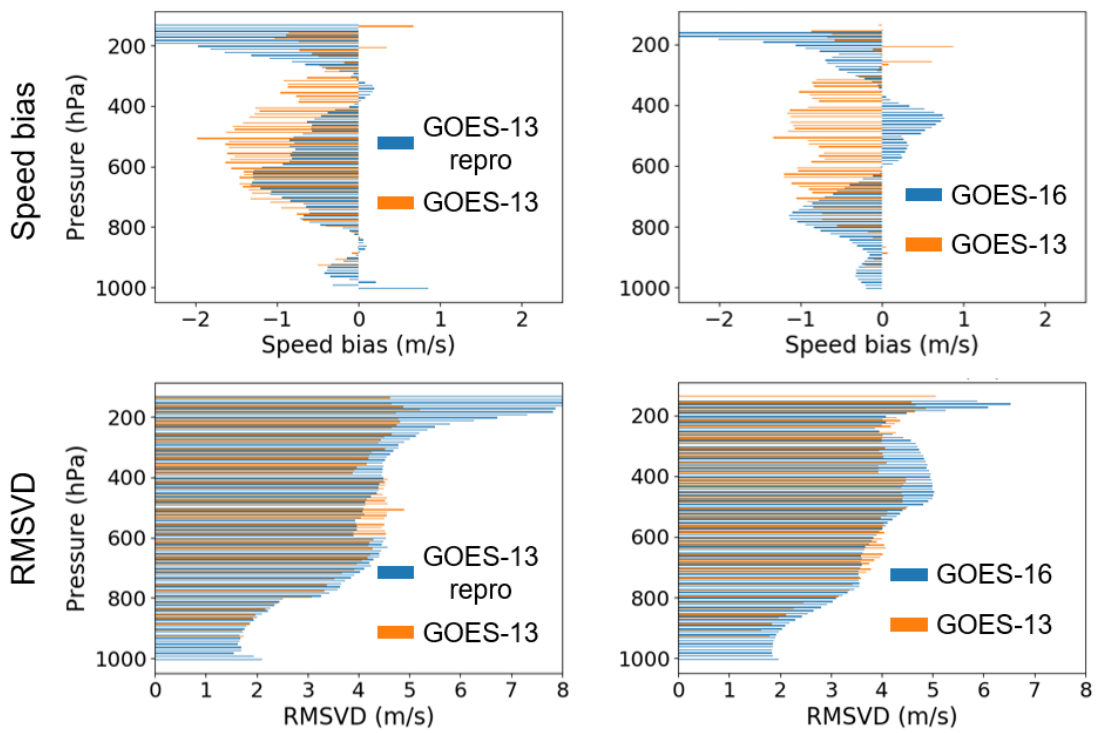 Speed bias
Pressure (hPa)
200
400
600
800
1000
GOES-13
repro
GOES-13
−2
−1
0
1
2
Speed bias (m/s)
200
400
600
800
1000
GOES-16
GOES-13
−2
−1
0
1
2
Speed bias (m/s)
RMSVD
Pressure (hPa)
200
400
600
800
1000
GOES-13
repro
GOES-13
0
1
2
3
4
5
6
7
8
RMSVD (m/s)
200
400
600
800
1000
GOES-16
GOES-13
0
1
2
3
4
5
6
7
8
RMSVD (m/s)